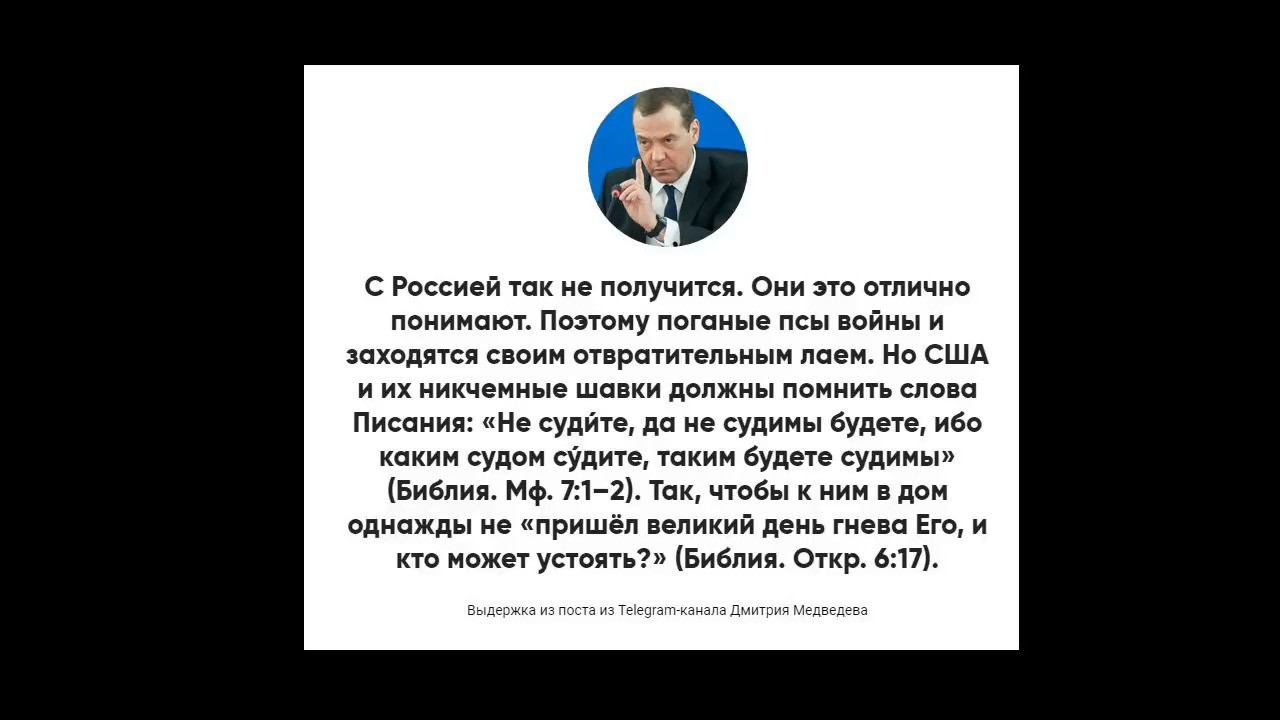 С Россией так не получится. Они это отлично
понимают. Поэтому поганые псы войны и
заходятся своим отвратительным лаем. Но США
и их никчемные шавки должны помнить слова
Писания: «Не суди́те, да не судимы будете, ибо
каким судом су́дите, таким будете судимы»
(Библия. Мф. 7:1–2). Так, чтобы к ним в дом
однажды не «пришёл великий день гнева Его, и
кто может устоять?» (Библия. Откр. 6:17).
Выдержка из поста из Telegram-канала Дмитрия Медведева